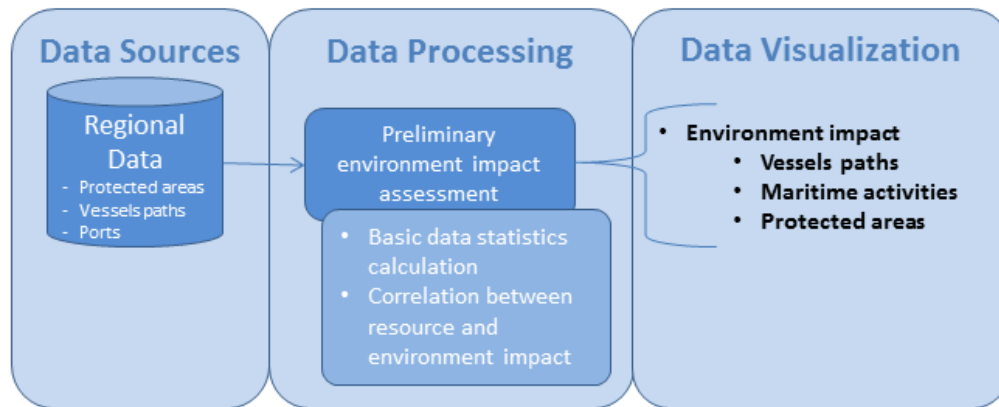 Data Sources
Regional
Data
- Protected areas
- Vessels paths
- Ports
Data Processing
Preliminary
environment impact
assessment
• Basic data statistics
calculation
• Correlation between
resource and
environment impact
Data Visualization
• Environment impact
• Vessels paths
• Maritime activities
• Protected areas